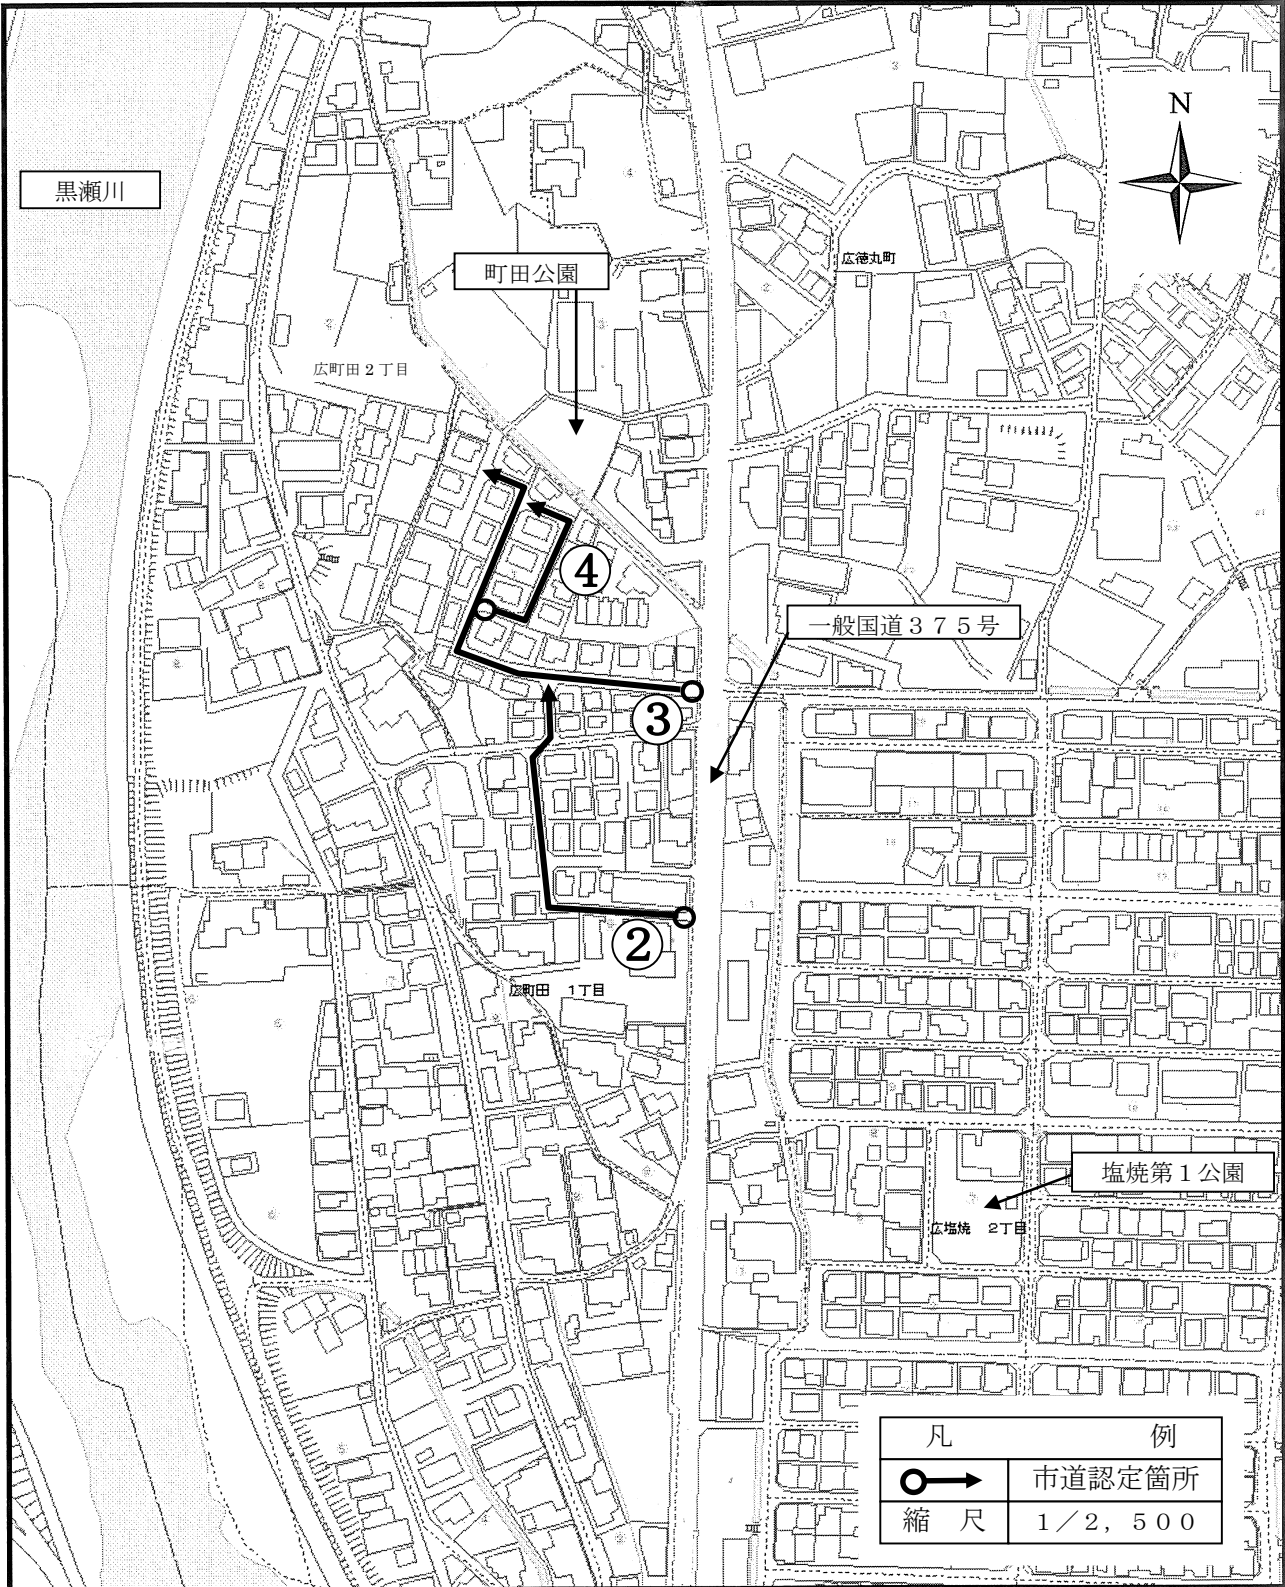 N
黒瀬川
広徳丸町
町田公園
広町田２丁目
④
一般国道３７５号
③
②
広町田　１丁目
塩焼第１公園
広塩焼　２丁目
凡　例
市道認定箇所
縮　尺　１／２，５００